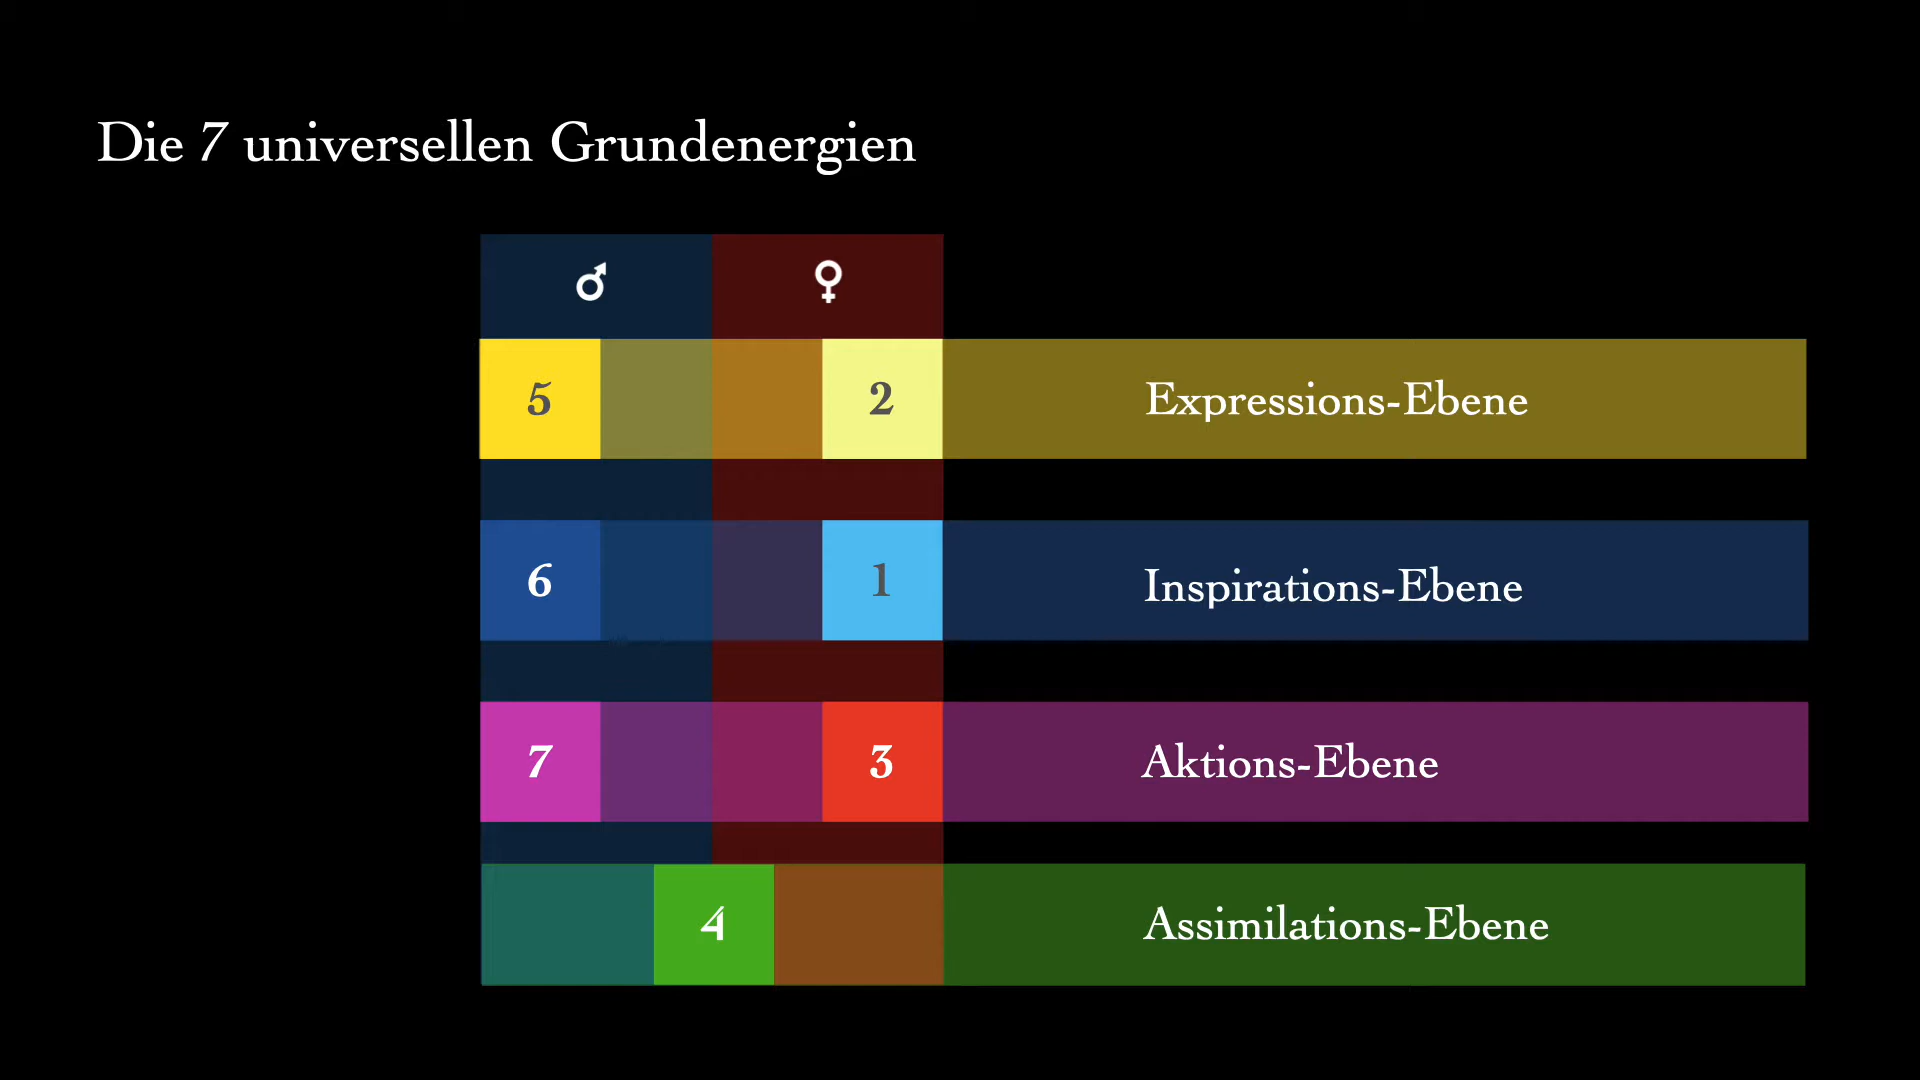 Die 7 universellen Grundenergien
♂ ♀
5 2 Expressions-Ebene
6 1 Inspirations-Ebene
7 3 Aktions-Ebene
4 Assimilations-Ebene